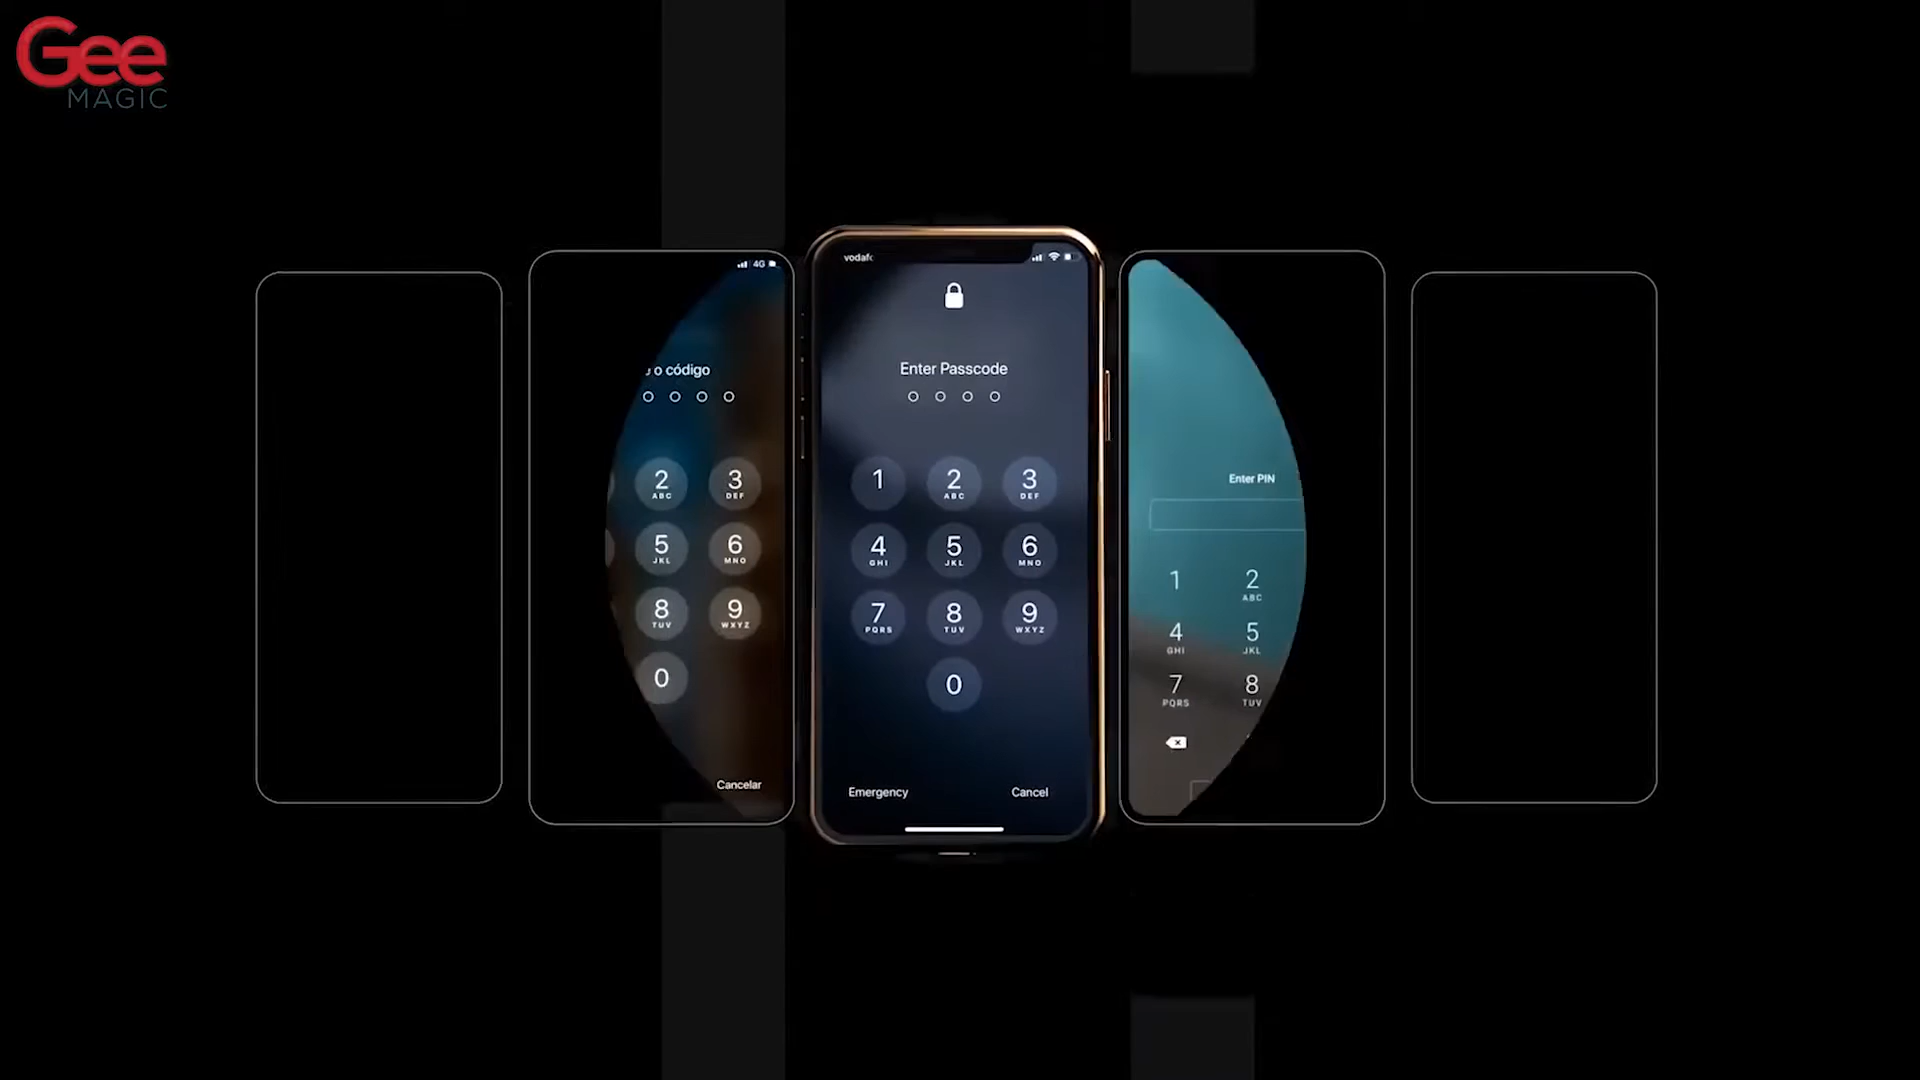 Gee
MAGIC
4G
o código
2
ABC
3
DEF
5
JKL
6
MNO
8
TUV
9
WXYZ
0
Cancelar
vodafo
Enter Passcode
1
2
ABC
3
DEF
4
GHI
5
JKL
6
MNO
7
PQRS
8
TUV
9
WXYZ
0
Emergency
Cancel
Enter PIN
1
2
ABC
4
GHI
5
JKL
7
PQRS
8
TUV